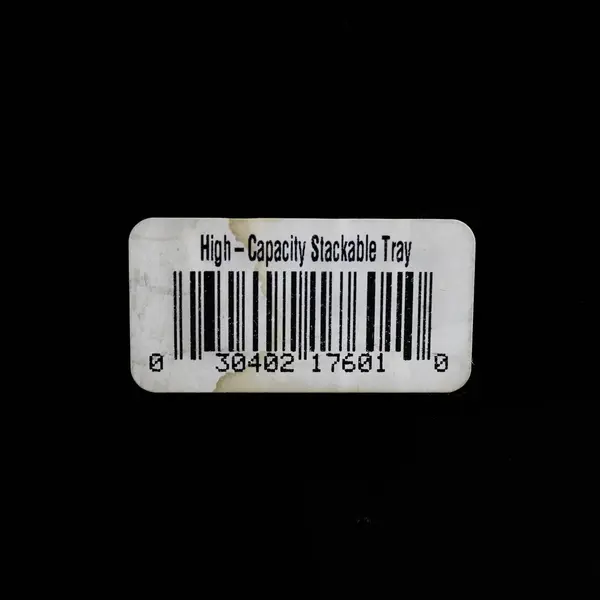 High – Capacity Stackable Tray
0 30402 17601 0